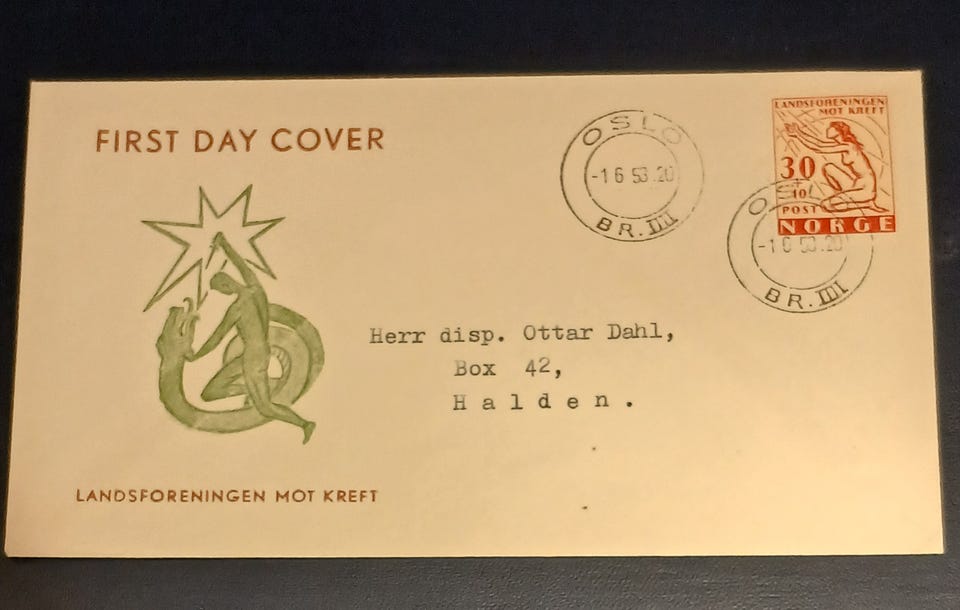 FIRST DAY COVER
OSLO
-1 6 53.20
BR. III
LANDSFORENINGEN
MOT KREFT
30
+10
POST
NORGE
OSLO
-1 6 53.20
BR. III
Herr disp. Ottar Dahl,
Box 42,
Halden.
LANDSFORENINGEN MOT KREFT